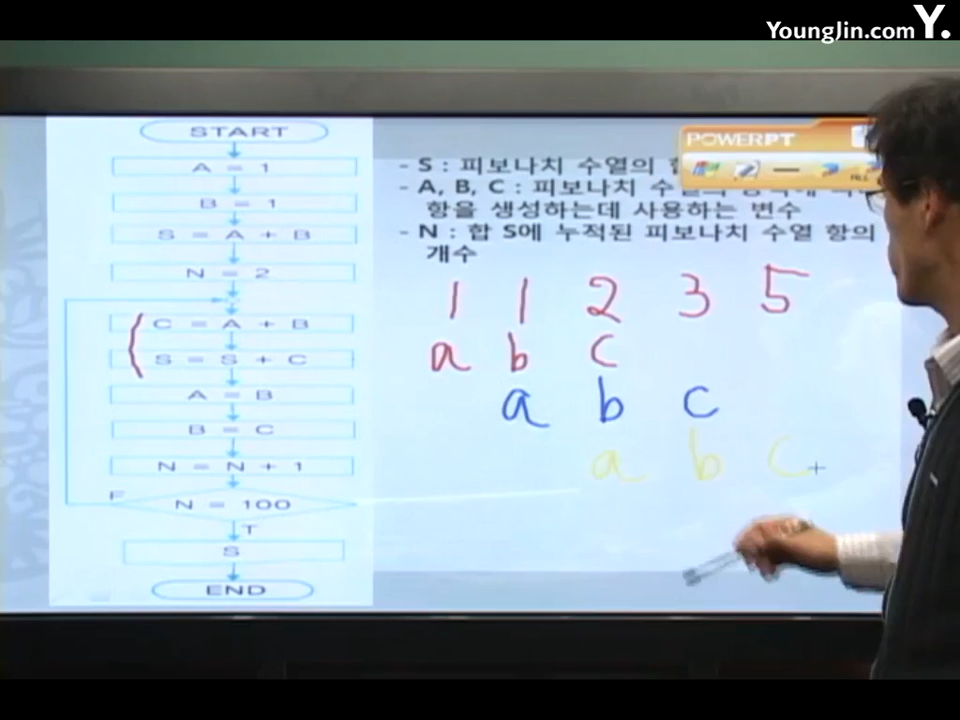 YoungJin.com Y.
START
A = 1
B = 1
S = A + B
N = 2
C = A + B
S = S + C
A = B
B = C
N = N + 1
F
N = 100
T
S
END
POWERPT
- S : 피보나치 수열의
- A, B, C : 피보나치
항을 생성하는데 사용하는 변수
- N : 합 S에 누적된 피보나치 수열 항의
개수
1 1 2 3 5
a b c
a b c
a b c